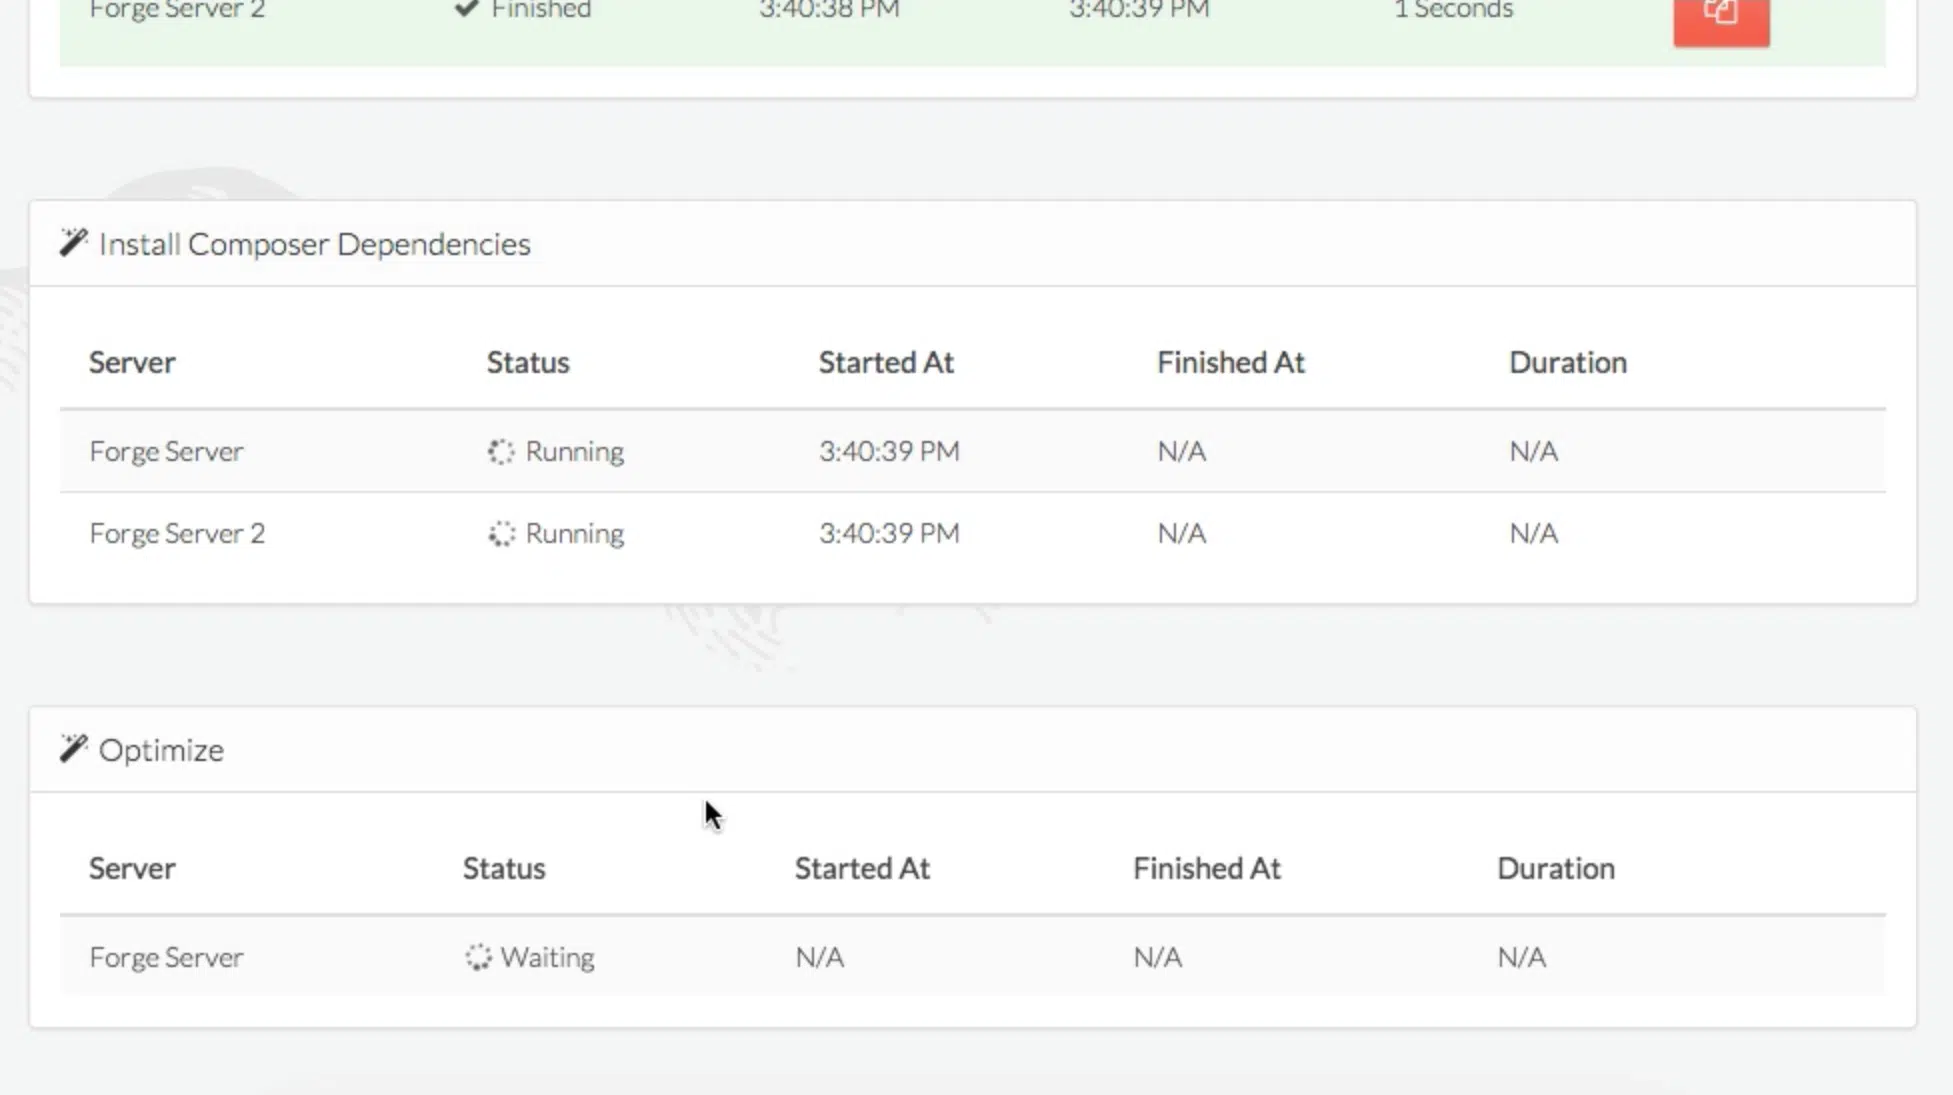 Forge Server 2 Finished 3:40:38 PM 3:40:39 PM 1 Seconds
Install Composer Dependencies
Server Status Started At Finished At Duration
Forge Server Running 3:40:39 PM N/A N/A
Forge Server 2 Running 3:40:39 PM N/A N/A
Optimize
Server Status Started At Finished At Duration
Forge Server Waiting N/A N/A N/A